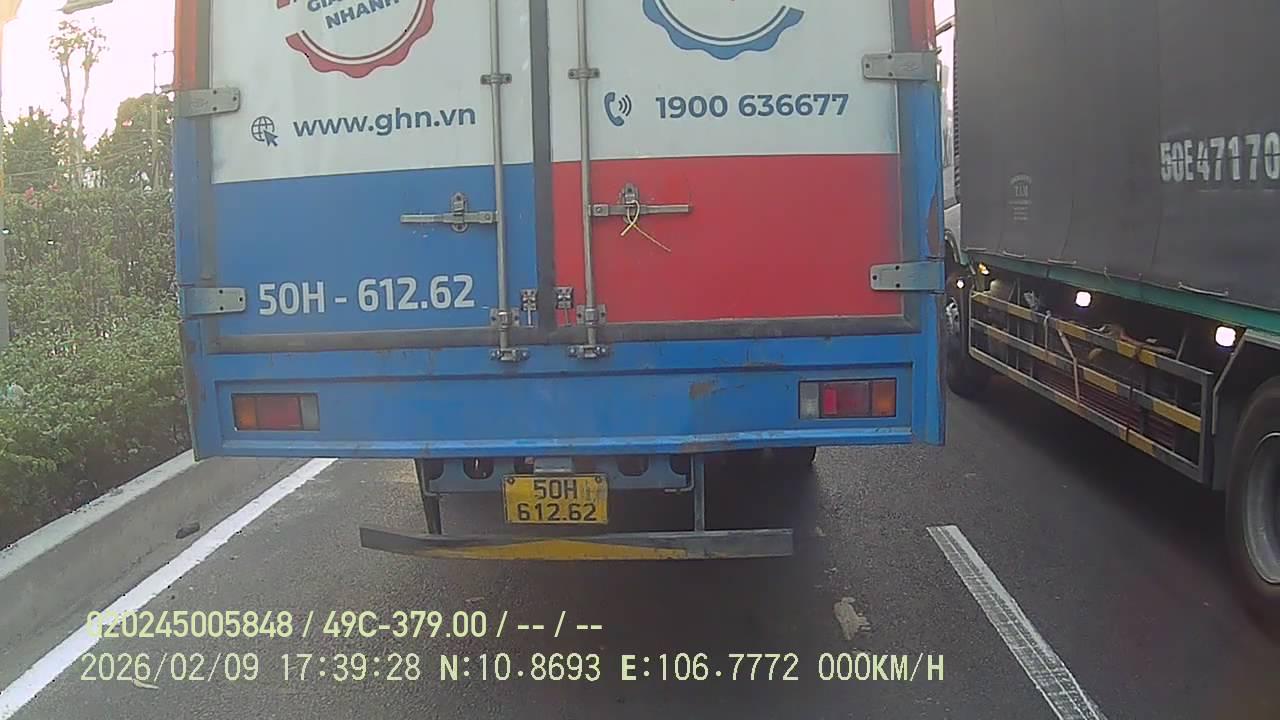 GIA
NHANH
www.ghn.vn
1900 636677
50E47170
50H - 612.62
50H
612.62
020245005848 / 49C-379.00 / -- / --
2026/02/09 17:39:28 N:10.8693 E:106.7772 000KM/H